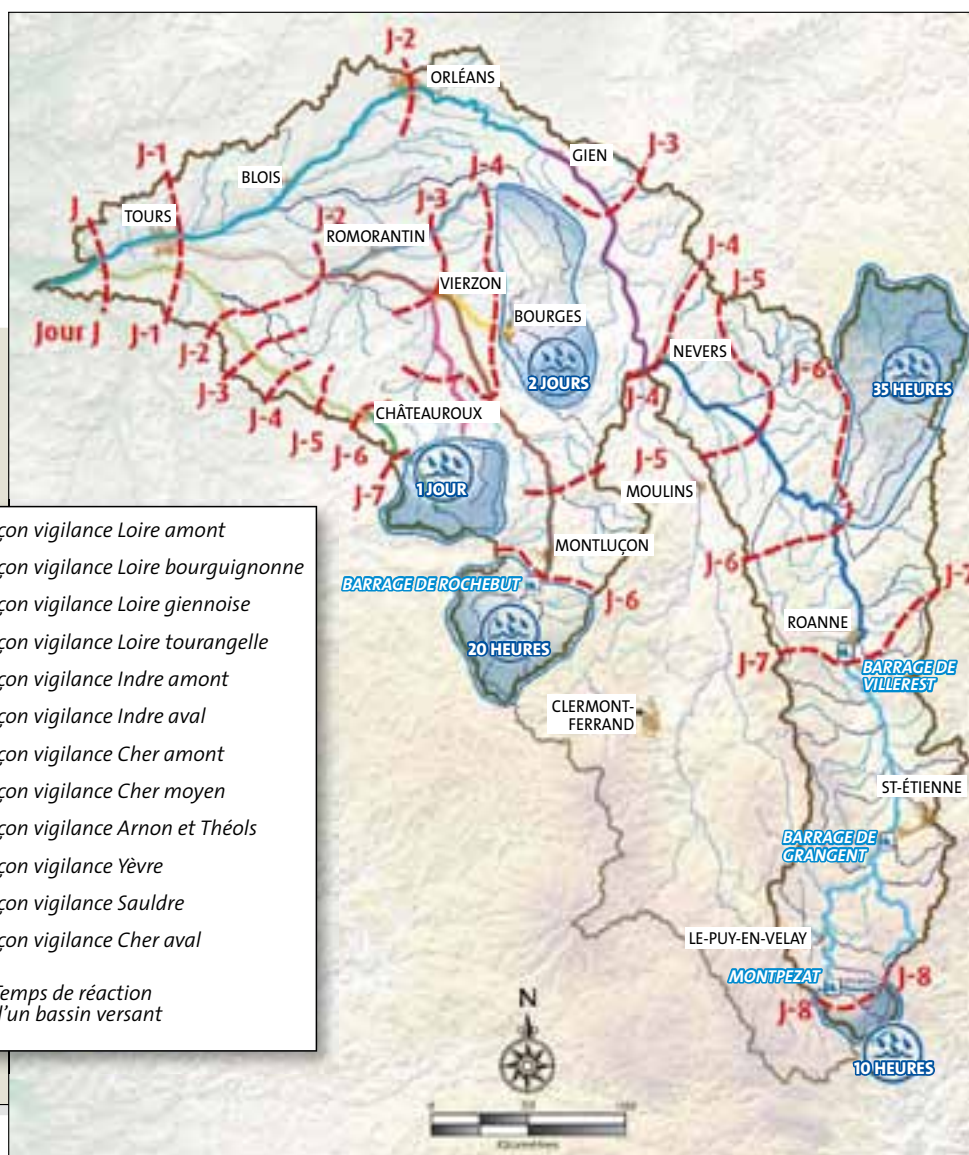 J-2
ORLÉANS
J-3
GIEN
J-1
BLOIS
J-4
J
TOURS
J-2
J-3
ROMORANTIN
J-4
J-5
VIERZON
BOURGES
Jour J
J-1
J-2
NEVERS
J-6
35 HEURES
2 JOURS
J-3
J-4
J-4
CHÂTEAUROUX
J-5
J-6
J-5
1 JOUR
J-7
MOULINS
MONTLUÇON
J-6
J-7
BARRAGE DE ROCHEBUT
J-6
ROANNE
20 HEURES
J-7
BARRAGE DE
VILLEREST
CLERMONT-
FERRAND
ST-ÉTIENNE
BARRAGE DE
GRANGENT
LE-PUY-EN-VELAY
MONTPEZAT
J-8
J-8
10 HEURES
çon vigilance Loire amont
çon vigilance Loire bourguignonne
çon vigilance Loire giennoise
çon vigilance Loire tourangelle
çon vigilance Indre amont
çon vigilance Indre aval
çon vigilance Cher amont
çon vigilance Cher moyen
çon vigilance Arnon et Théols
çon vigilance Yèvre
çon vigilance Sauldre
çon vigilance Cher aval
Temps de réaction
d'un bassin versant
N
0
Kilomètres